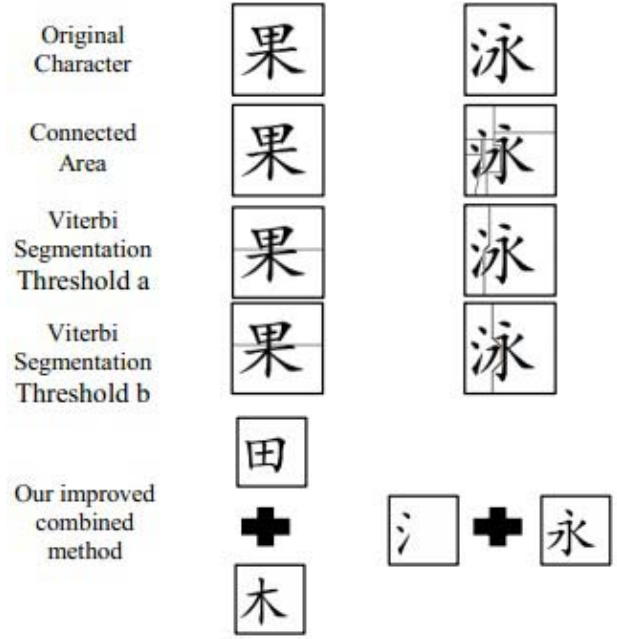 Original
Character
果 泳
Connected
Area
果 泳
Viterbi
Segmentation
Threshold a
果 泳
Viterbi
Segmentation
Threshold b
果 泳
Our improved
combined
method
田
木
氵 永